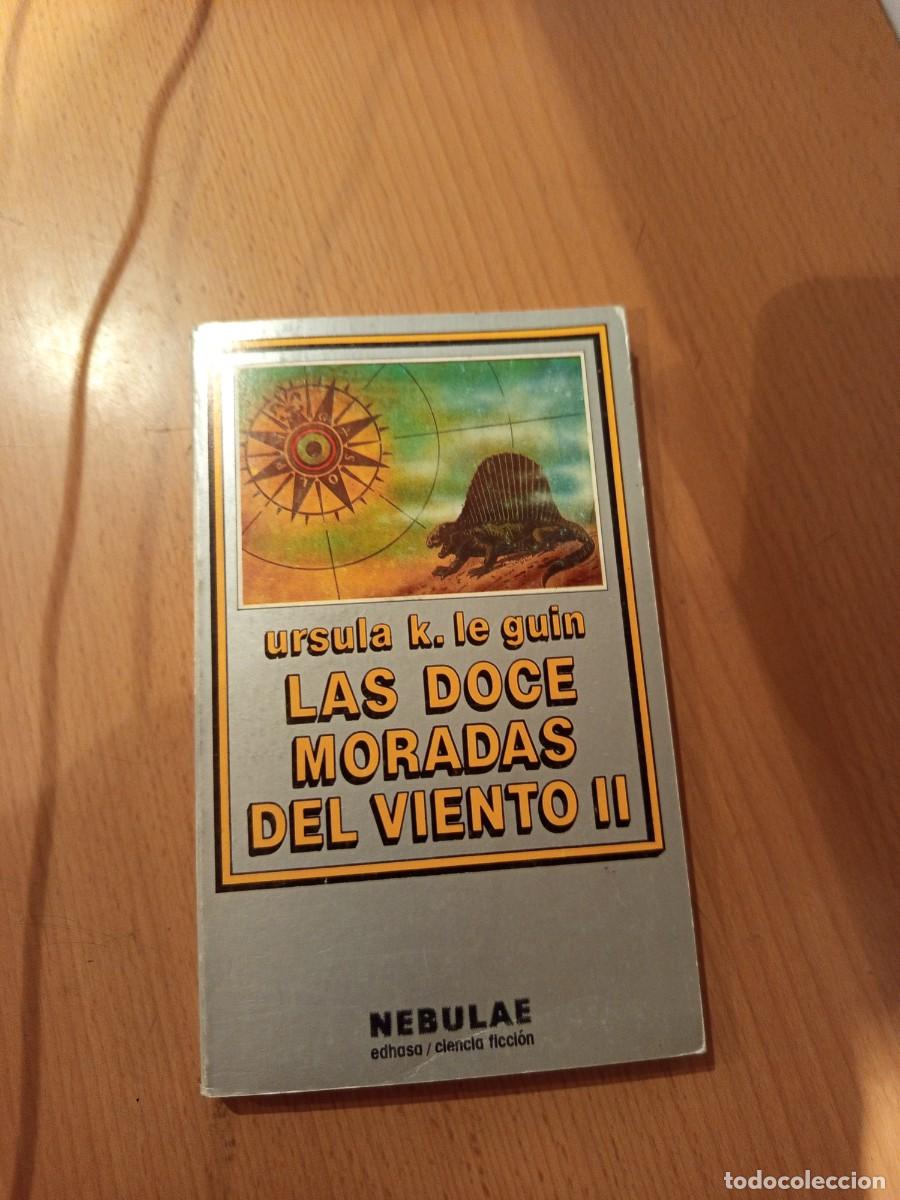 ursula k. le guin
LAS DOCE
MORADAS
DEL VIENTO II
NEBULAE
edhasa / ciencia ficción
todocoleccion